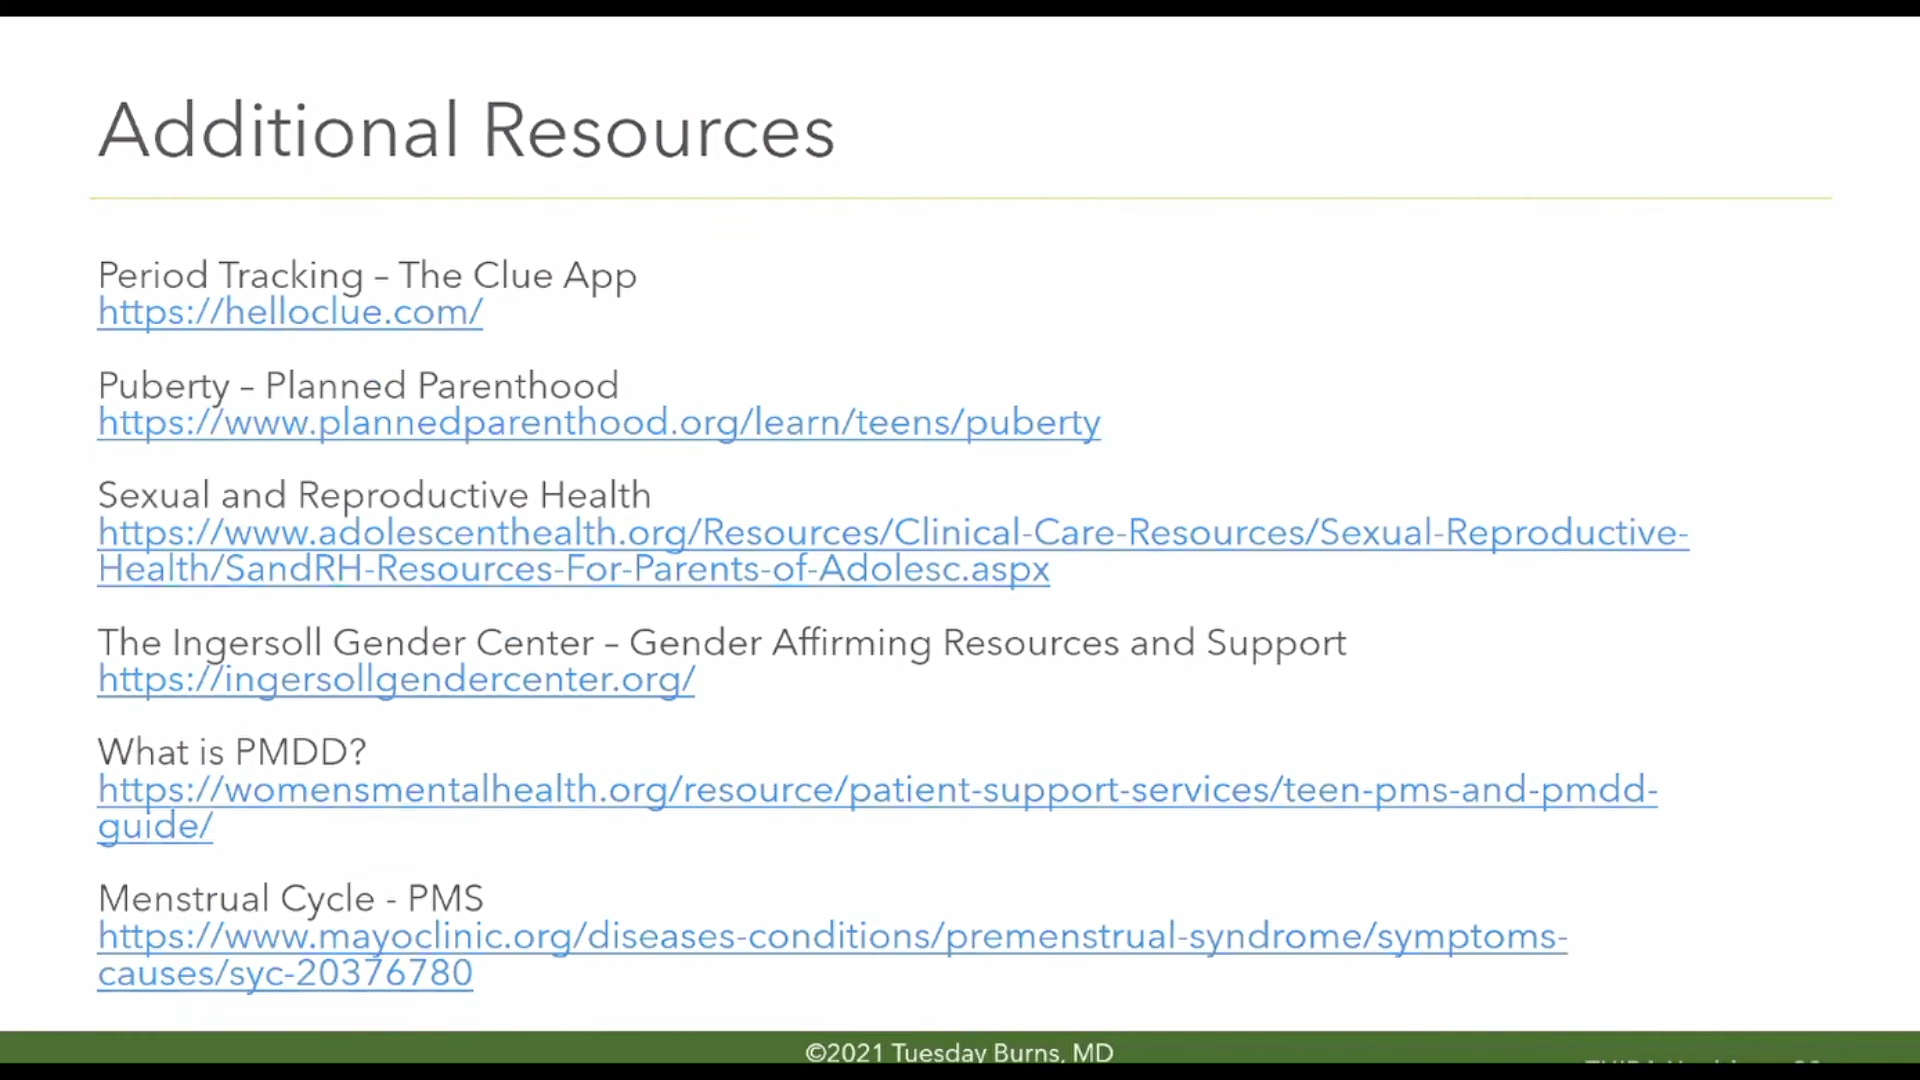 Additional Resources
Period Tracking – The Clue App
https://helloclue.com/
Puberty – Planned Parenthood
https://www.plannedparenthood.org/learn/teens/puberty
Sexual and Reproductive Health
https://www.adolescenthealth.org/Resources/Clinical-Care-Resources/Sexual-Reproductive-
Health/SandRH-Resources-For-Parents-of-Adolesc.aspx
The Ingersoll Gender Center – Gender Affirming Resources and Support
https://ingersollgendercenter.org/
What is PMDD?
https://womensmentalhealth.org/resource/patient-support-services/teen-pms-and-pmdd-
guide/
Menstrual Cycle - PMS
https://www.mayoclinic.org/diseases-conditions/premenstrual-syndrome/symptoms-
causes/syc-20376780
©2021 Tuesday Burns, MD